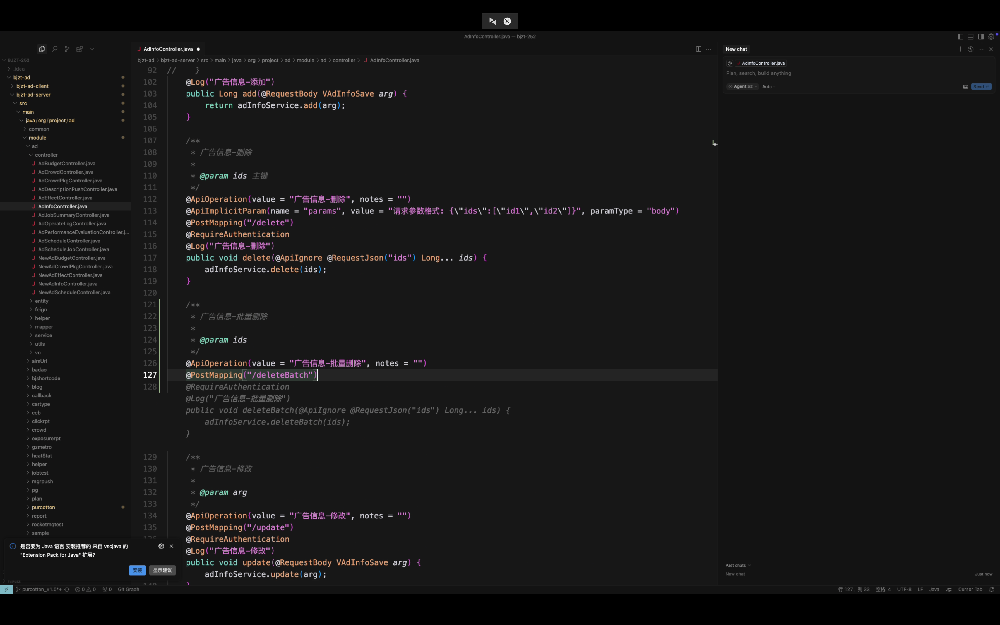 AdInfoController.java — bjzt-252
BJZT-252
.idea
bjzt-ad
bjzt-ad-client
bjzt-ad-server
src
main
java/org/project/ad
common
module
ad
controller
AdBudgetController.java
AdCrowdController.java
AdCrowdPkgController.java
AdDescriptionPushController.java
AdEffectController.java
AdInfoController.java
AdJobSummaryController.java
AdOperateLogController.java
AdPerformanceEvaluationController.j...
AdScheduleController.java
AdScheduleJobController.java
NewAdBudgetController.java
NewAdCrowdPkgController.java
NewAdEffectController.java
NewAdInfoController.java
NewAdScheduleController.java
entity
feign
helper
mapper
service
utils
vo
aimUrl
badao
bjshortcode
blog
callback
cartype
ccb
clickrpt
crowd
exposurerpt
gzmetro
heatStat
helper
jobtest
mgrpush
pg
plan
purcotton
report
rocketmqtest
sample
是否要为 Java 语言 安装推荐的 来自 vscjava 的
"Extension Pack for Java" 扩展?
安装 显示建议
J AdInfoController.java
bjzt-ad > bjzt-ad-server > src > main > java > org > project > ad > module > ad > controller > J AdInfoController.java
92 // }
102 @Log("广告信息-添加")
103 public Long add(@RequestBody VAdInfoSave arg) {
104 return adInfoService.add(arg);
105 }
106
107 /**
108 * 广告信息-删除
109 *
110 * @param ids 主键
111 */
112 @ApiOperation(value = "广告信息-删除", notes = "")
113 @ApiImplicitParam(name = "params", value = "请求参数格式: {\"ids\":[\"id1\",\"id2\"]}", paramType = "body")
114 @PostMapping("/delete")
115 @RequireAuthentication
116 @Log("广告信息-删除")
117 public void delete(@ApiIgnore @RequestJson("ids") Long... ids) {
118 adInfoService.delete(ids);
119 }
120
121 /**
122 * 广告信息-批量删除
123 *
124 * @param ids
125 */
126 @ApiOperation(value = "广告信息-批量删除", notes = "")
127 @PostMapping("/deleteBatch")
128 @RequireAuthentication
@Log("广告信息-批量删除")
public void deleteBatch(@ApiIgnore @RequestJson("ids") Long... ids) {
adInfoService.deleteBatch(ids);
}
129 /**
130 * 广告信息-修改
131 *
132 * @param arg
133 */
134 @ApiOperation(value = "广告信息-修改", notes = "")
135 @PostMapping("/update")
@RequireAuthentication
@Log("广告信息-修改")
public void update(@RequestBody VAdInfoSave arg) {
adInfoService.update(arg);
}
New chat
@ J AdInfoController.java
Plan, search, build anything
Agent ⌘I Auto Send
Past chats
New chat Just now
purcotton_v1.0*+ 0 0 0 Git Graph
行 127, 列 33 空格: 4 UTF-8 LF Java Cursor Tab